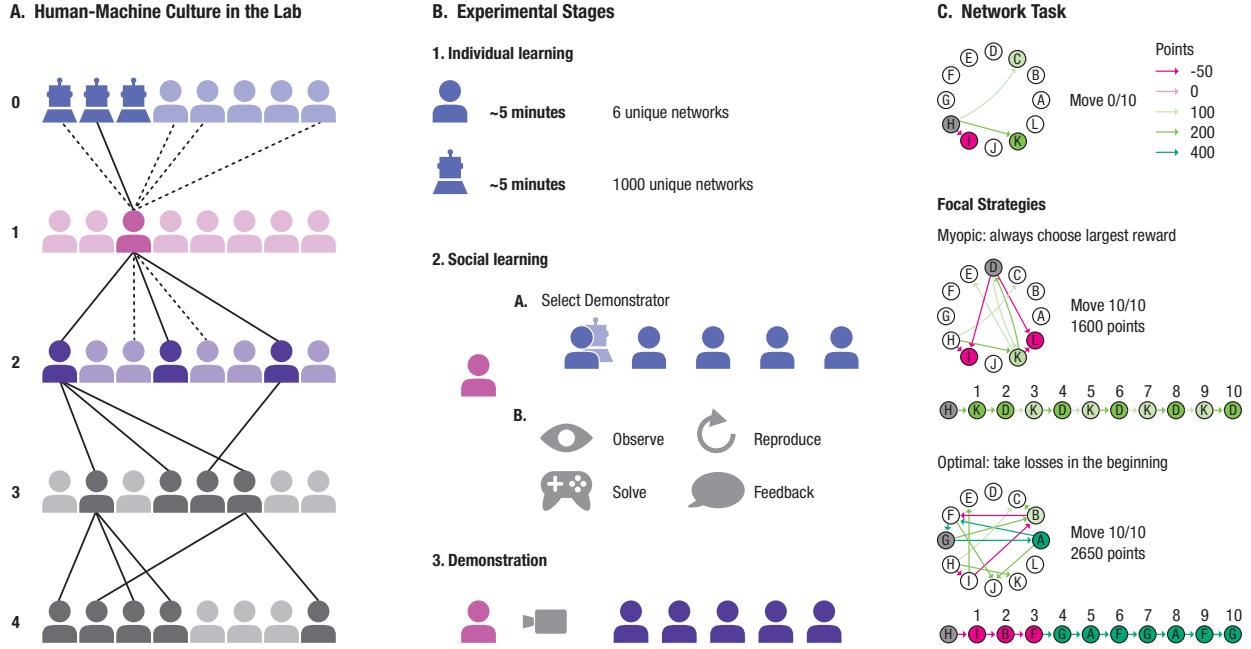 A. Human-Machine Culture in the Lab
0
1
2
3
4
B. Experimental Stages
1. Individual learning
~5 minutes 6 unique networks
~5 minutes 1000 unique networks
2. Social learning
A. Select Demonstrator
B.
Observe Reproduce
Solve Feedback
3. Demonstration
C. Network Task
E D C
F B
G A
H L
I J K
Move 0/10
Points
-50
0
100
200
400
Focal Strategies
Myopic: always choose largest reward
E D C
F B
G A
H L
I J K
Move 10/10
1600 points
1 2 3 4 5 6 7 8 9 10
H K D K D K D K D K D
Optimal: take losses in the beginning
E D C
F B
G A
H L
I J K
Move 10/10
2650 points
1 2 3 4 5 6 7 8 9 10
H I B F G A F G A F G